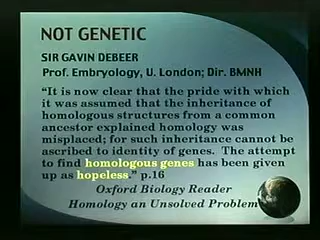 NOT GENETIC
SIR GAVIN DEBEER
Prof. Embryology, U. London; Dir. BMNH
"It is now clear that the pride with which
it was assumed that the inheritance of
homologous structures from a common
ancestor explained homology was
misplaced; for such inheritance cannot be
ascribed to identity of genes. The attempt
to find homologous genes has been given
up as hopeless." p.16
Oxford Biology Reader
Homology an Unsolved Problem